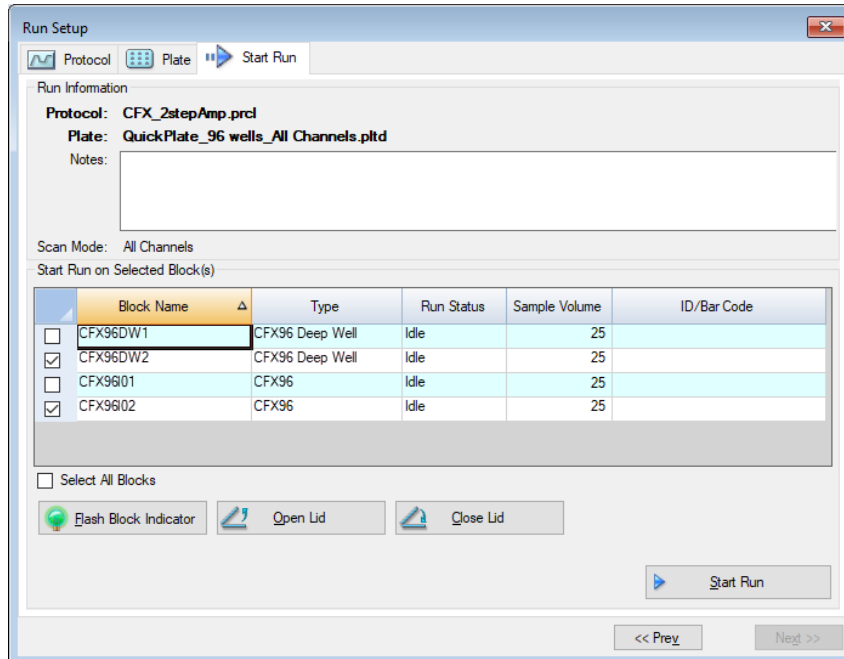 Run Setup
Protocol Plate Start Run
Run Information
Protocol: CFX_2stepAmp.prcl
Plate: QuickPlate_96 wells_All Channels.pltd
Notes:
Scan Mode: All Channels
Start Run on Selected Block(s)
Block Name Type Run Status Sample Volume ID/Bar Code
CFX96DW1 CFX96 Deep Well Idle 25
CFX96DW2 CFX96 Deep Well Idle 25
CFX96I01 CFX96 Idle 25
CFX96I02 CFX96 Idle 25
Select All Blocks
Flash Block Indicator Open Lid Close Lid
Start Run
<< Prev Next >>